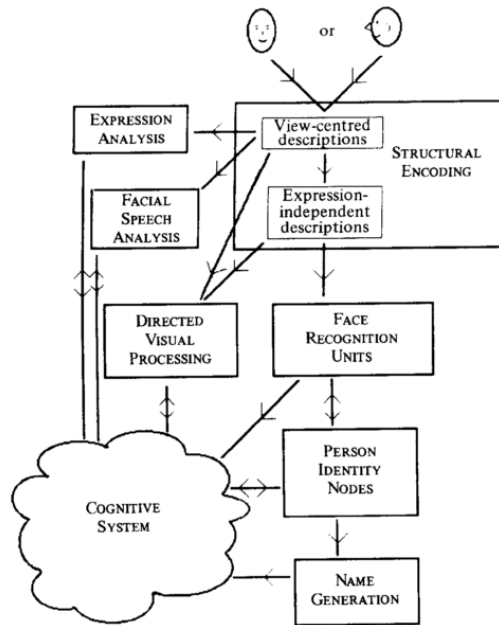 or
EXPRESSION
ANALYSIS
View-centred
descriptions
STRUCTURAL
ENCODING
FACIAL
SPEECH
ANALYSIS
Expression-
independent
descriptions
DIRECTED
VISUAL
PROCESSING
FACE
RECOGNITION
UNITS
COGNITIVE
SYSTEM
PERSON
IDENTITY
NODES
NAME
GENERATION